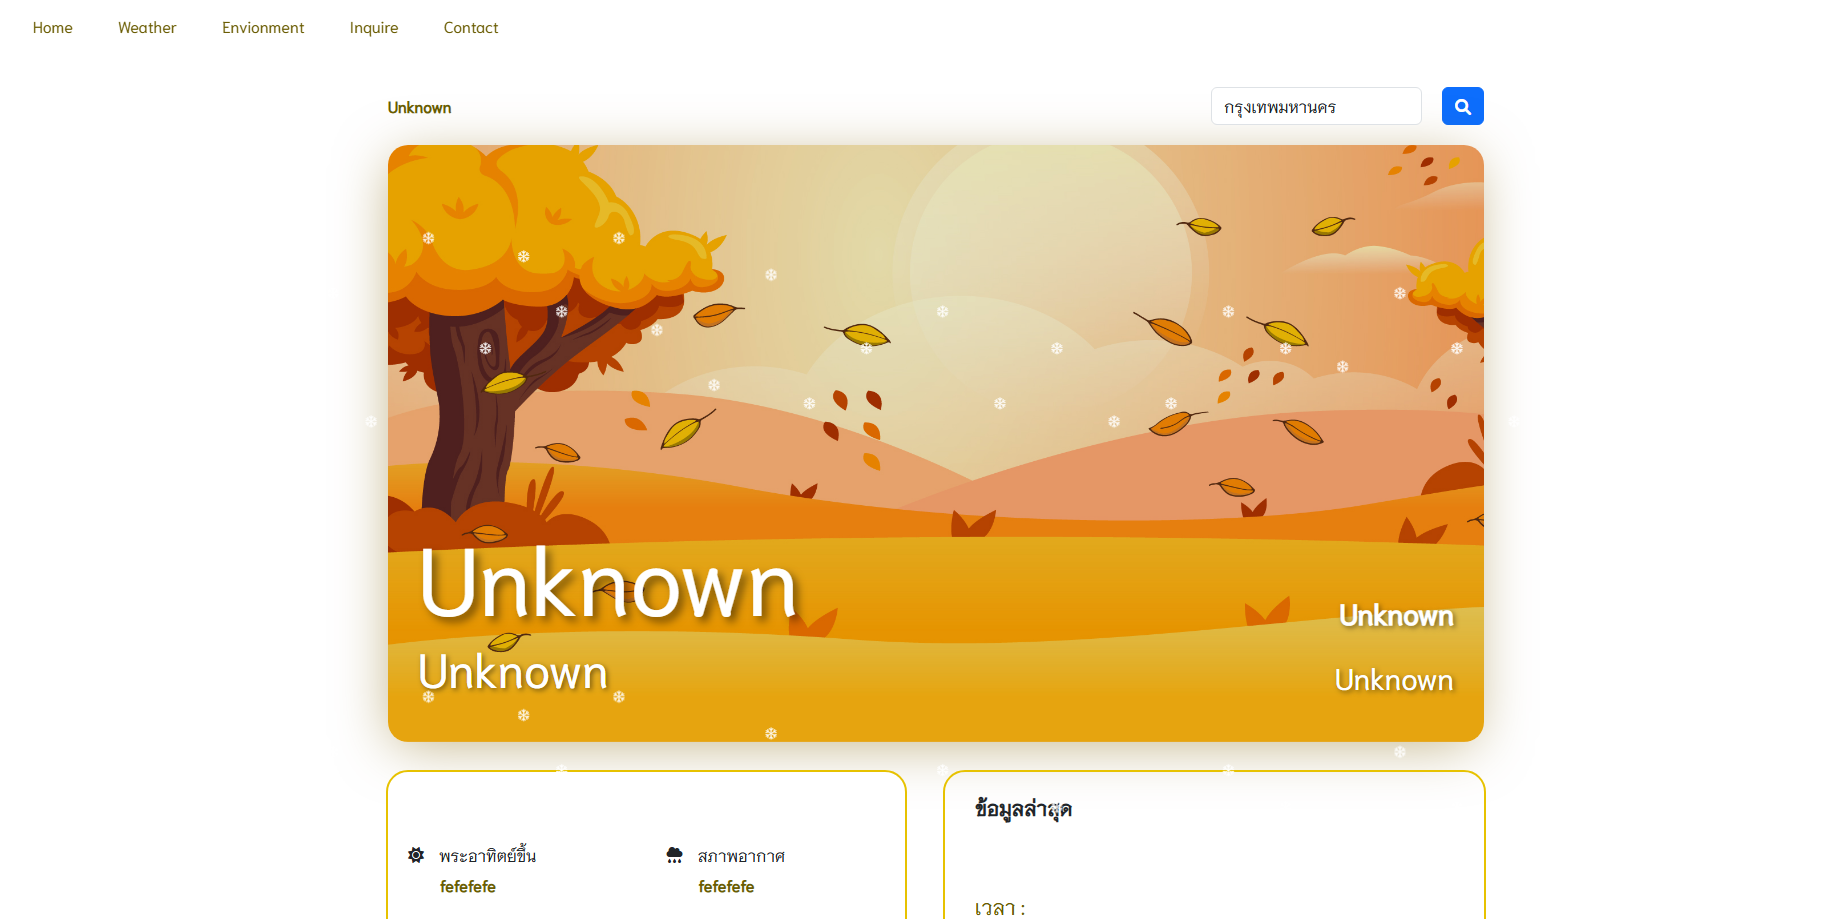 Home Weather Envionment Inquire Contact
Unknown
กรุงเทพมหานคร
Unknown
Unknown
Unknown
Unknown
พระอาทิตย์ขึ้น
fefefefe
สภาพอากาศ
fefefefe
ข้อมูลล่าสุด
เวลา :